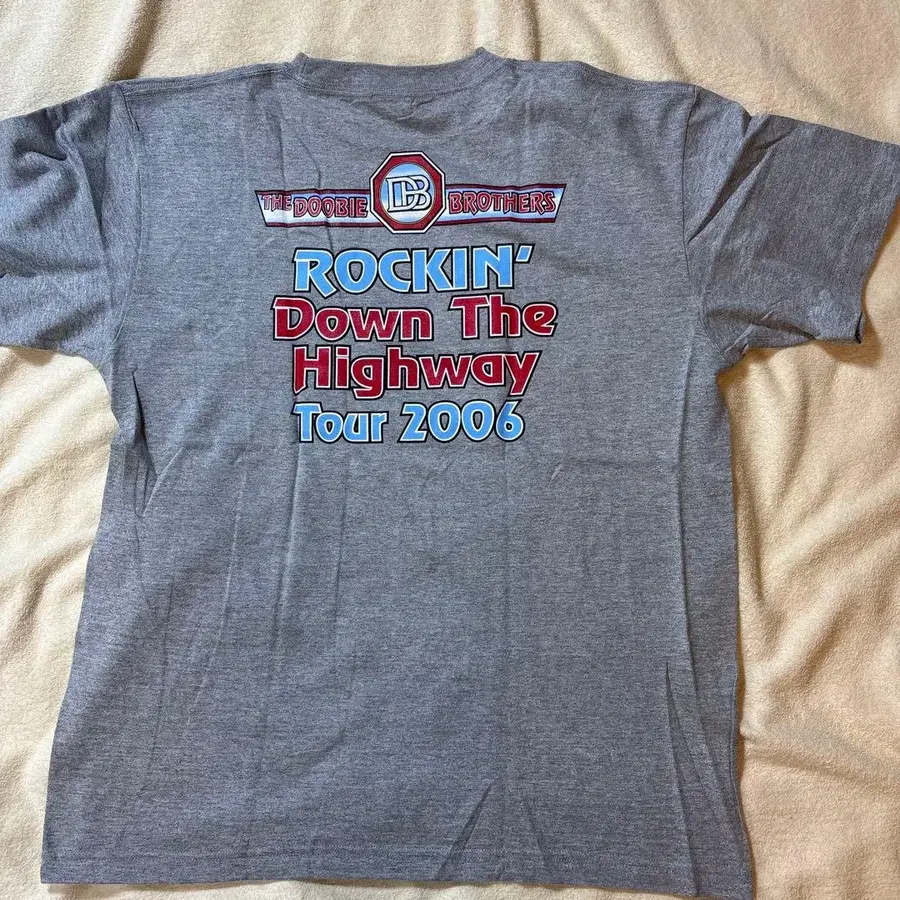 THE DOOBIE DB BROTHERS
ROCKIN'
Down The
Highway
Tour 2006